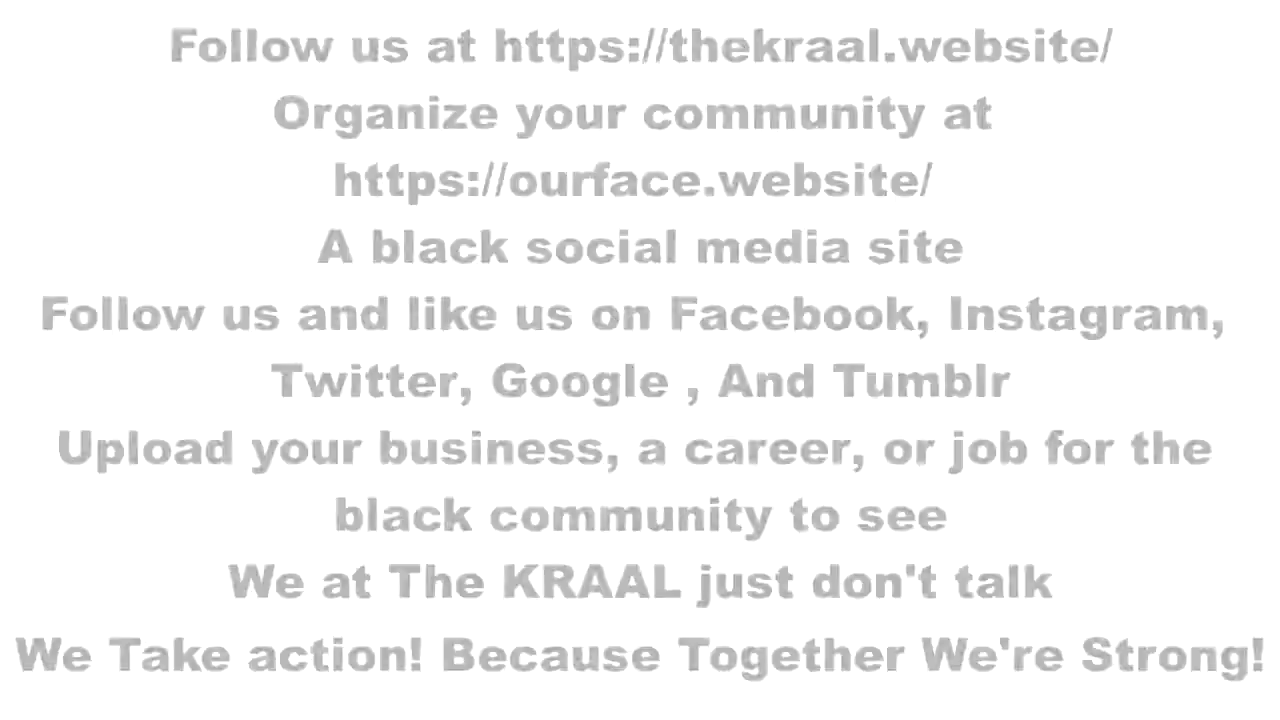 Follow us at https://thekraal.website/
Organize your community at
https://ourface.website/
A black social media site
Follow us and like us on Facebook, Instagram,
Twitter, Google , And Tumblr
Upload your business, a career, or job for the
black community to see
We at The KRAAL just don't talk
We Take action! Because Together We're Strong!